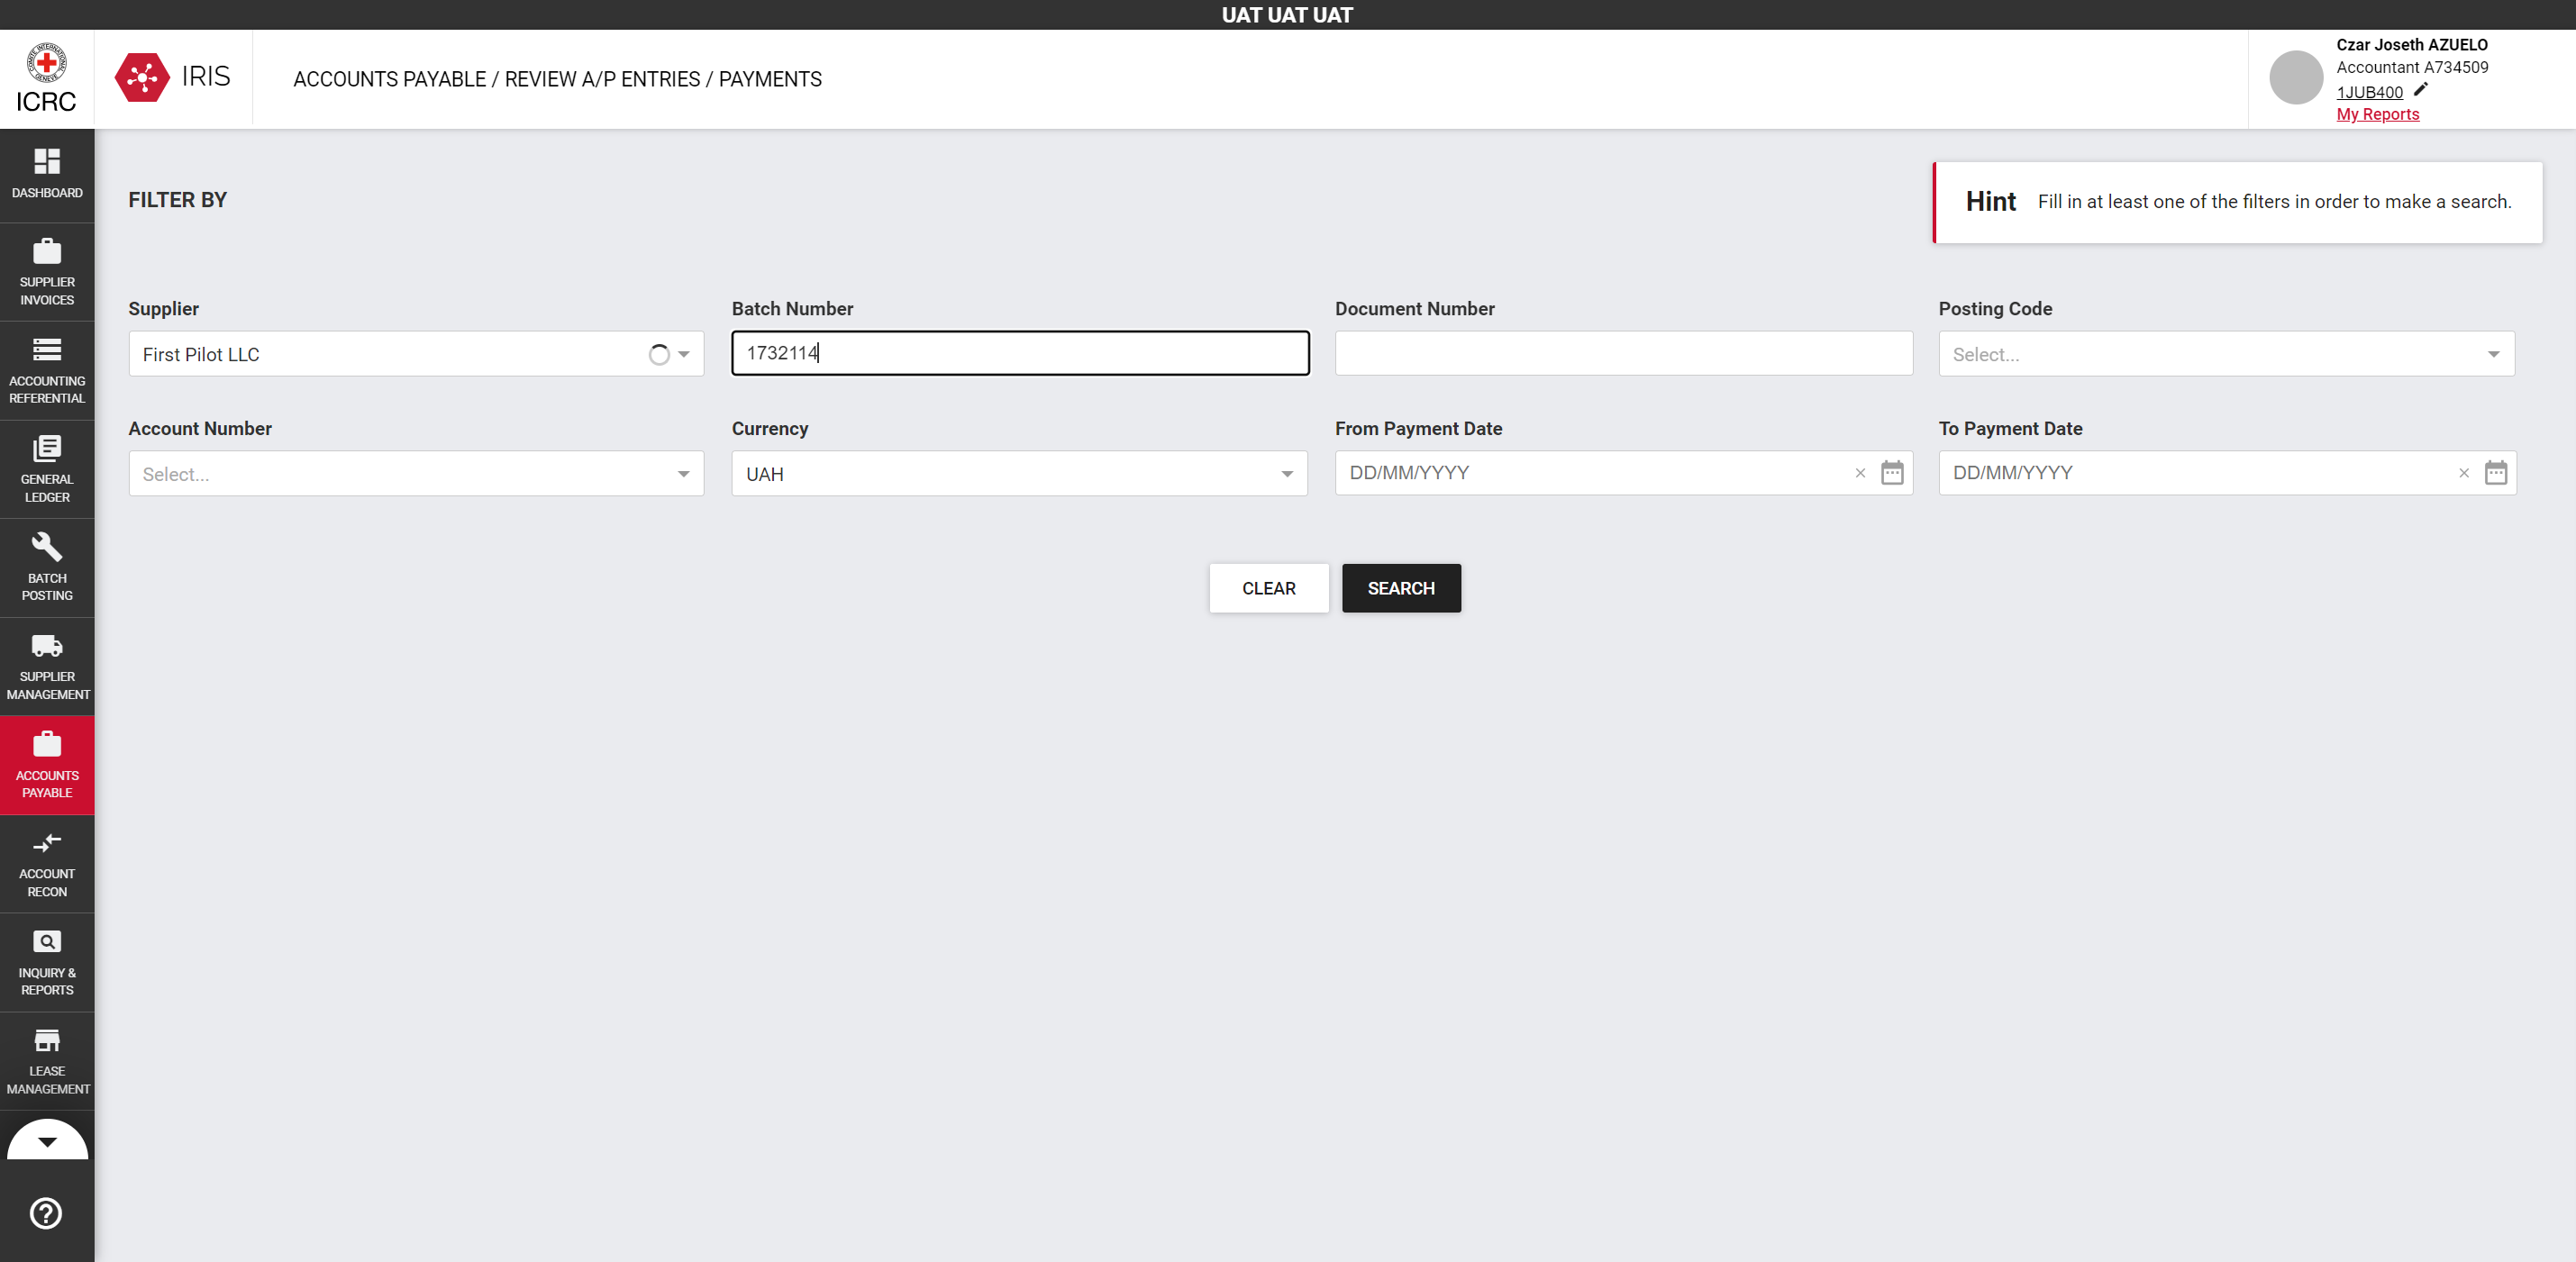 UAT UAT UAT
COMITE INTERNATIONAL
GENEVE
ICRC
IRIS
ACCOUNTS PAYABLE / REVIEW A/P ENTRIES / PAYMENTS
Czar Joseth AZUELO
Accountant A734509
1JUB400
My Reports
DASHBOARD
SUPPLIER
INVOICES
ACCOUNTING
REFERENTIAL
GENERAL
LEDGER
BATCH
POSTING
SUPPLIER
MANAGEMENT
ACCOUNTS
PAYABLE
ACCOUNT
RECON
INQUIRY &
REPORTS
LEASE
MANAGEMENT
FILTER BY
Hint Fill in at least one of the filters in order to make a search.
Supplier Batch Number Document Number Posting Code
First Pilot LLC 1732114 Select...
Account Number Currency From Payment Date To Payment Date
Select... UAH DD/MM/YYYY × DD/MM/YYYY ×
CLEAR SEARCH